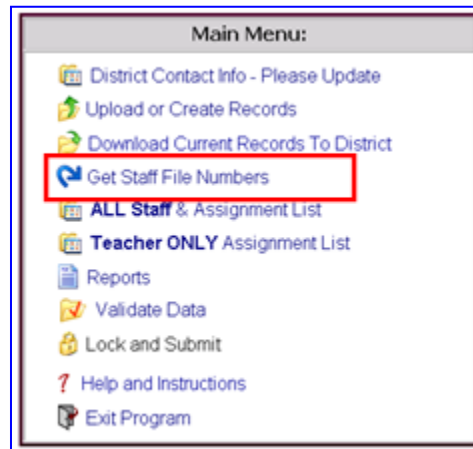 Main Menu:
District Contact Info - Please Update
Upload or Create Records
Download Current Records To District
Get Staff File Numbers
ALL Staff & Assignment List
Teacher ONLY Assignment List
Reports
Validate Data
Lock and Submit
Help and Instructions
Exit Program